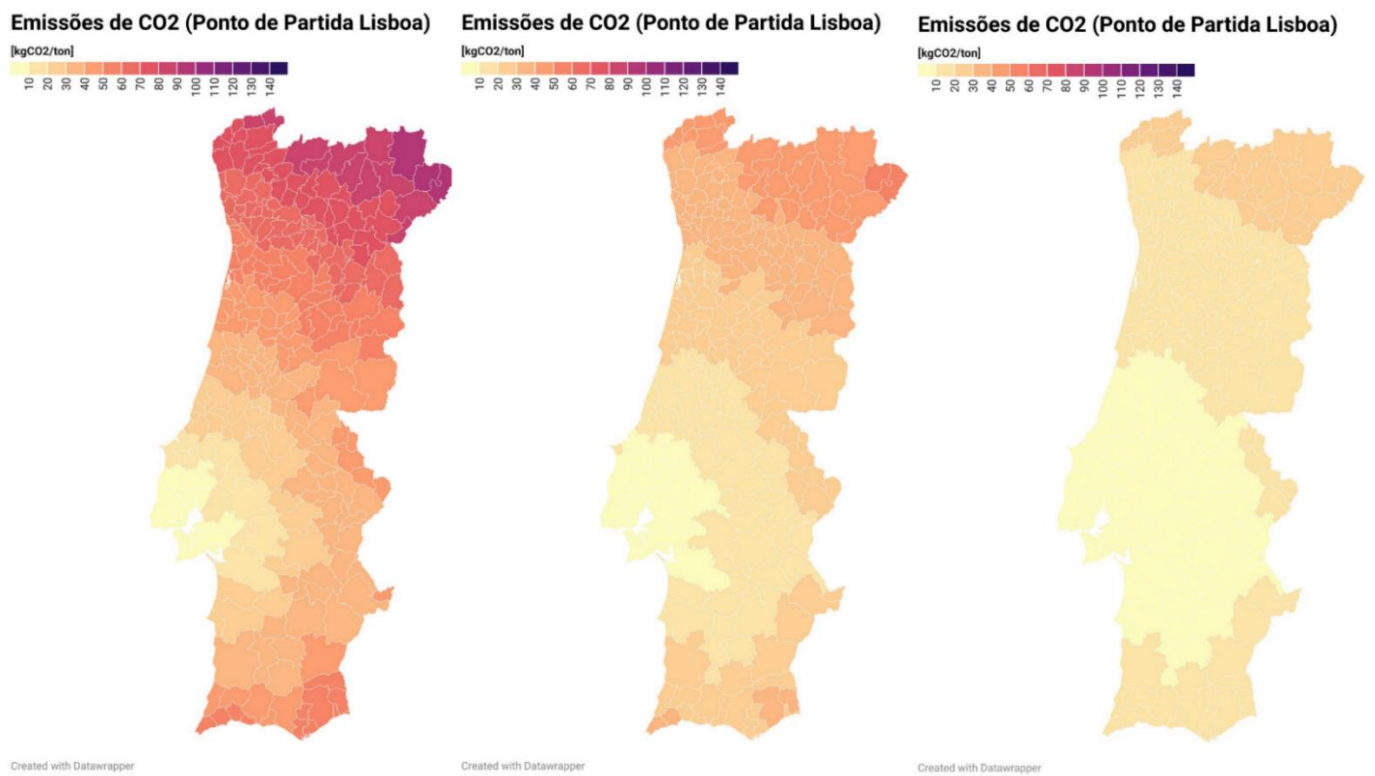 Emissões de CO2 (Ponto de Partida Lisboa)
[kgCO2/ton]
10 20 30 40 50 60 70 80 90 100 110 120 130 140
Created with Datawrapper
Emissões de CO2 (Ponto de Partida Lisboa)
[kgCO2/ton]
10 20 30 40 50 60 70 80 90 100 110 120 130 140
Created with Datawrapper
Emissões de CO2 (Ponto de Partida Lisboa)
[kgCO2/ton]
10 20 30 40 50 60 70 80 90 100 110 120 130 140
Created with Datawrapper